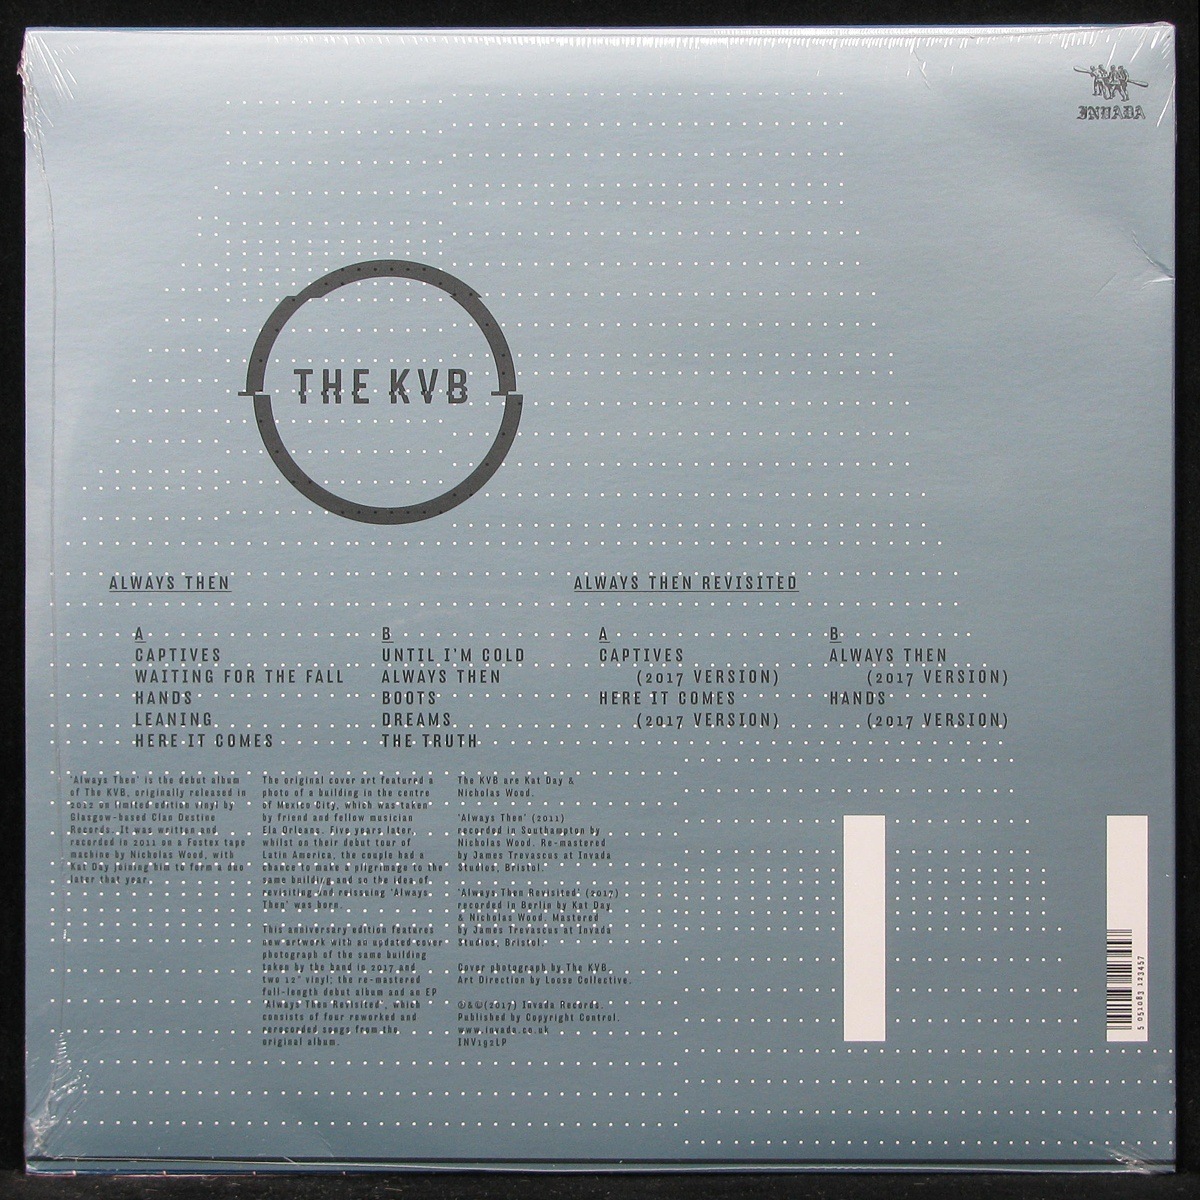 INVADA
THE KVB
ALWAYS THEN
A
CAPTIVES
WAITING FOR THE FALL
HANDS
LEANING
HERE IT COMES
B
UNTIL I'M COLD
ALWAYS THEN
BOOTS
DREAMS
THE TRUTH
ALWAYS THEN REVISITED
A
CAPTIVES
(2017 VERSION)
HERE IT COMES
(2017 VERSION)
B
ALWAYS THEN
(2017 VERSION)
HANDS
(2017 VERSION)
'Always Then' is the debut album
of The KVB, originally released in
2012 on limited edition vinyl by
Glasgow-based Clan Destine
Records. It was written and
recorded in 2011 on a Fostex tape
machine by Nicholas Wood, with
Kat Day joining him to form a duo
later that year.
The original cover art featured a
photo of a building in the centre
of Mexico City, which was taken
by friend and fellow musician
Ela Orleans. Five years later,
whilst on their debut tour of
Latin America, the couple had a
chance to make a pilgrimage to the
same building and so the idea of
revisiting and reissuing 'Always
Then' was born.
This anniversary edition features
new artwork with an updated cover
photograph of the same building
taken by the band in 2017 and
two 12" vinyl; the re-mastered
full-length debut album and an EP
'Always Then Revisited', which
consists of four reworked and
rerecorded songs from the
original album.
The KVB are Kat Day &
Nicholas Wood.
'Always Then' (2011)
recorded in Southampton by
Nicholas Wood. Re-mastered
by James Trevascus at Invada
Studios, Bristol.
'Always Then Revisited' (2017)
recorded in Berlin by Kat Day
& Nicholas Wood. Mastered
by James Trevascus at Invada
Studios, Bristol.
Cover photograph by The KVB.
Art Direction by Loose Collective.
℗&©(2017) Invada Records.
Published by Copyright Control.
www.invada.co.uk
INV192LP
5 051083 123457